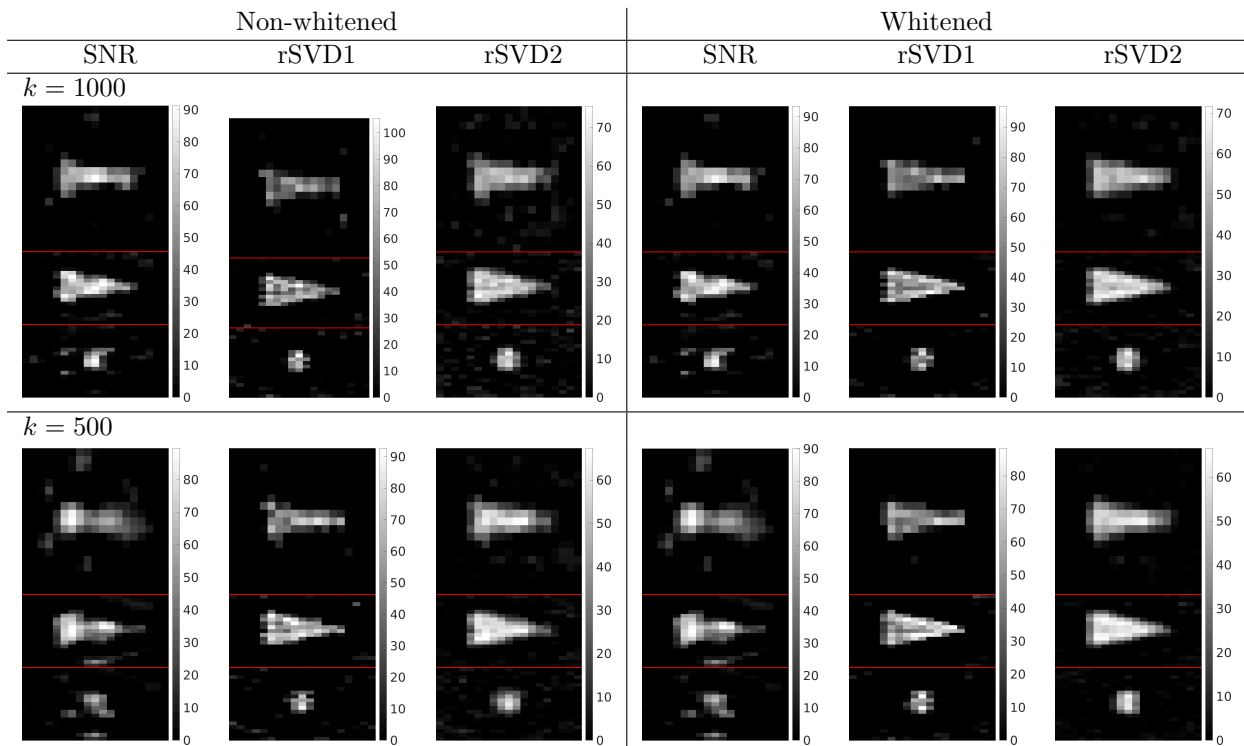 Non-whitened Whitened
SNR rSVD1 rSVD2 SNR rSVD1 rSVD2
k = 1000
90 80 70 60 50 40 30 20 10 0
100 90 80 70 60 50 40 30 20 10 0
70 60 50 40 30 20 10 0
90 80 70 60 50 40 30 20 10 0
90 80 70 60 50 40 30 20 10 0
70 60 50 40 30 20 10 0
k = 500
80 70 60 50 40 30 20 10 0
90 80 70 60 50 40 30 20 10 0
60 50 40 30 20 10 0
90 80 70 60 50 40 30 20 10 0
80 70 60 50 40 30 20 10 0
60 50 40 30 20 10 0